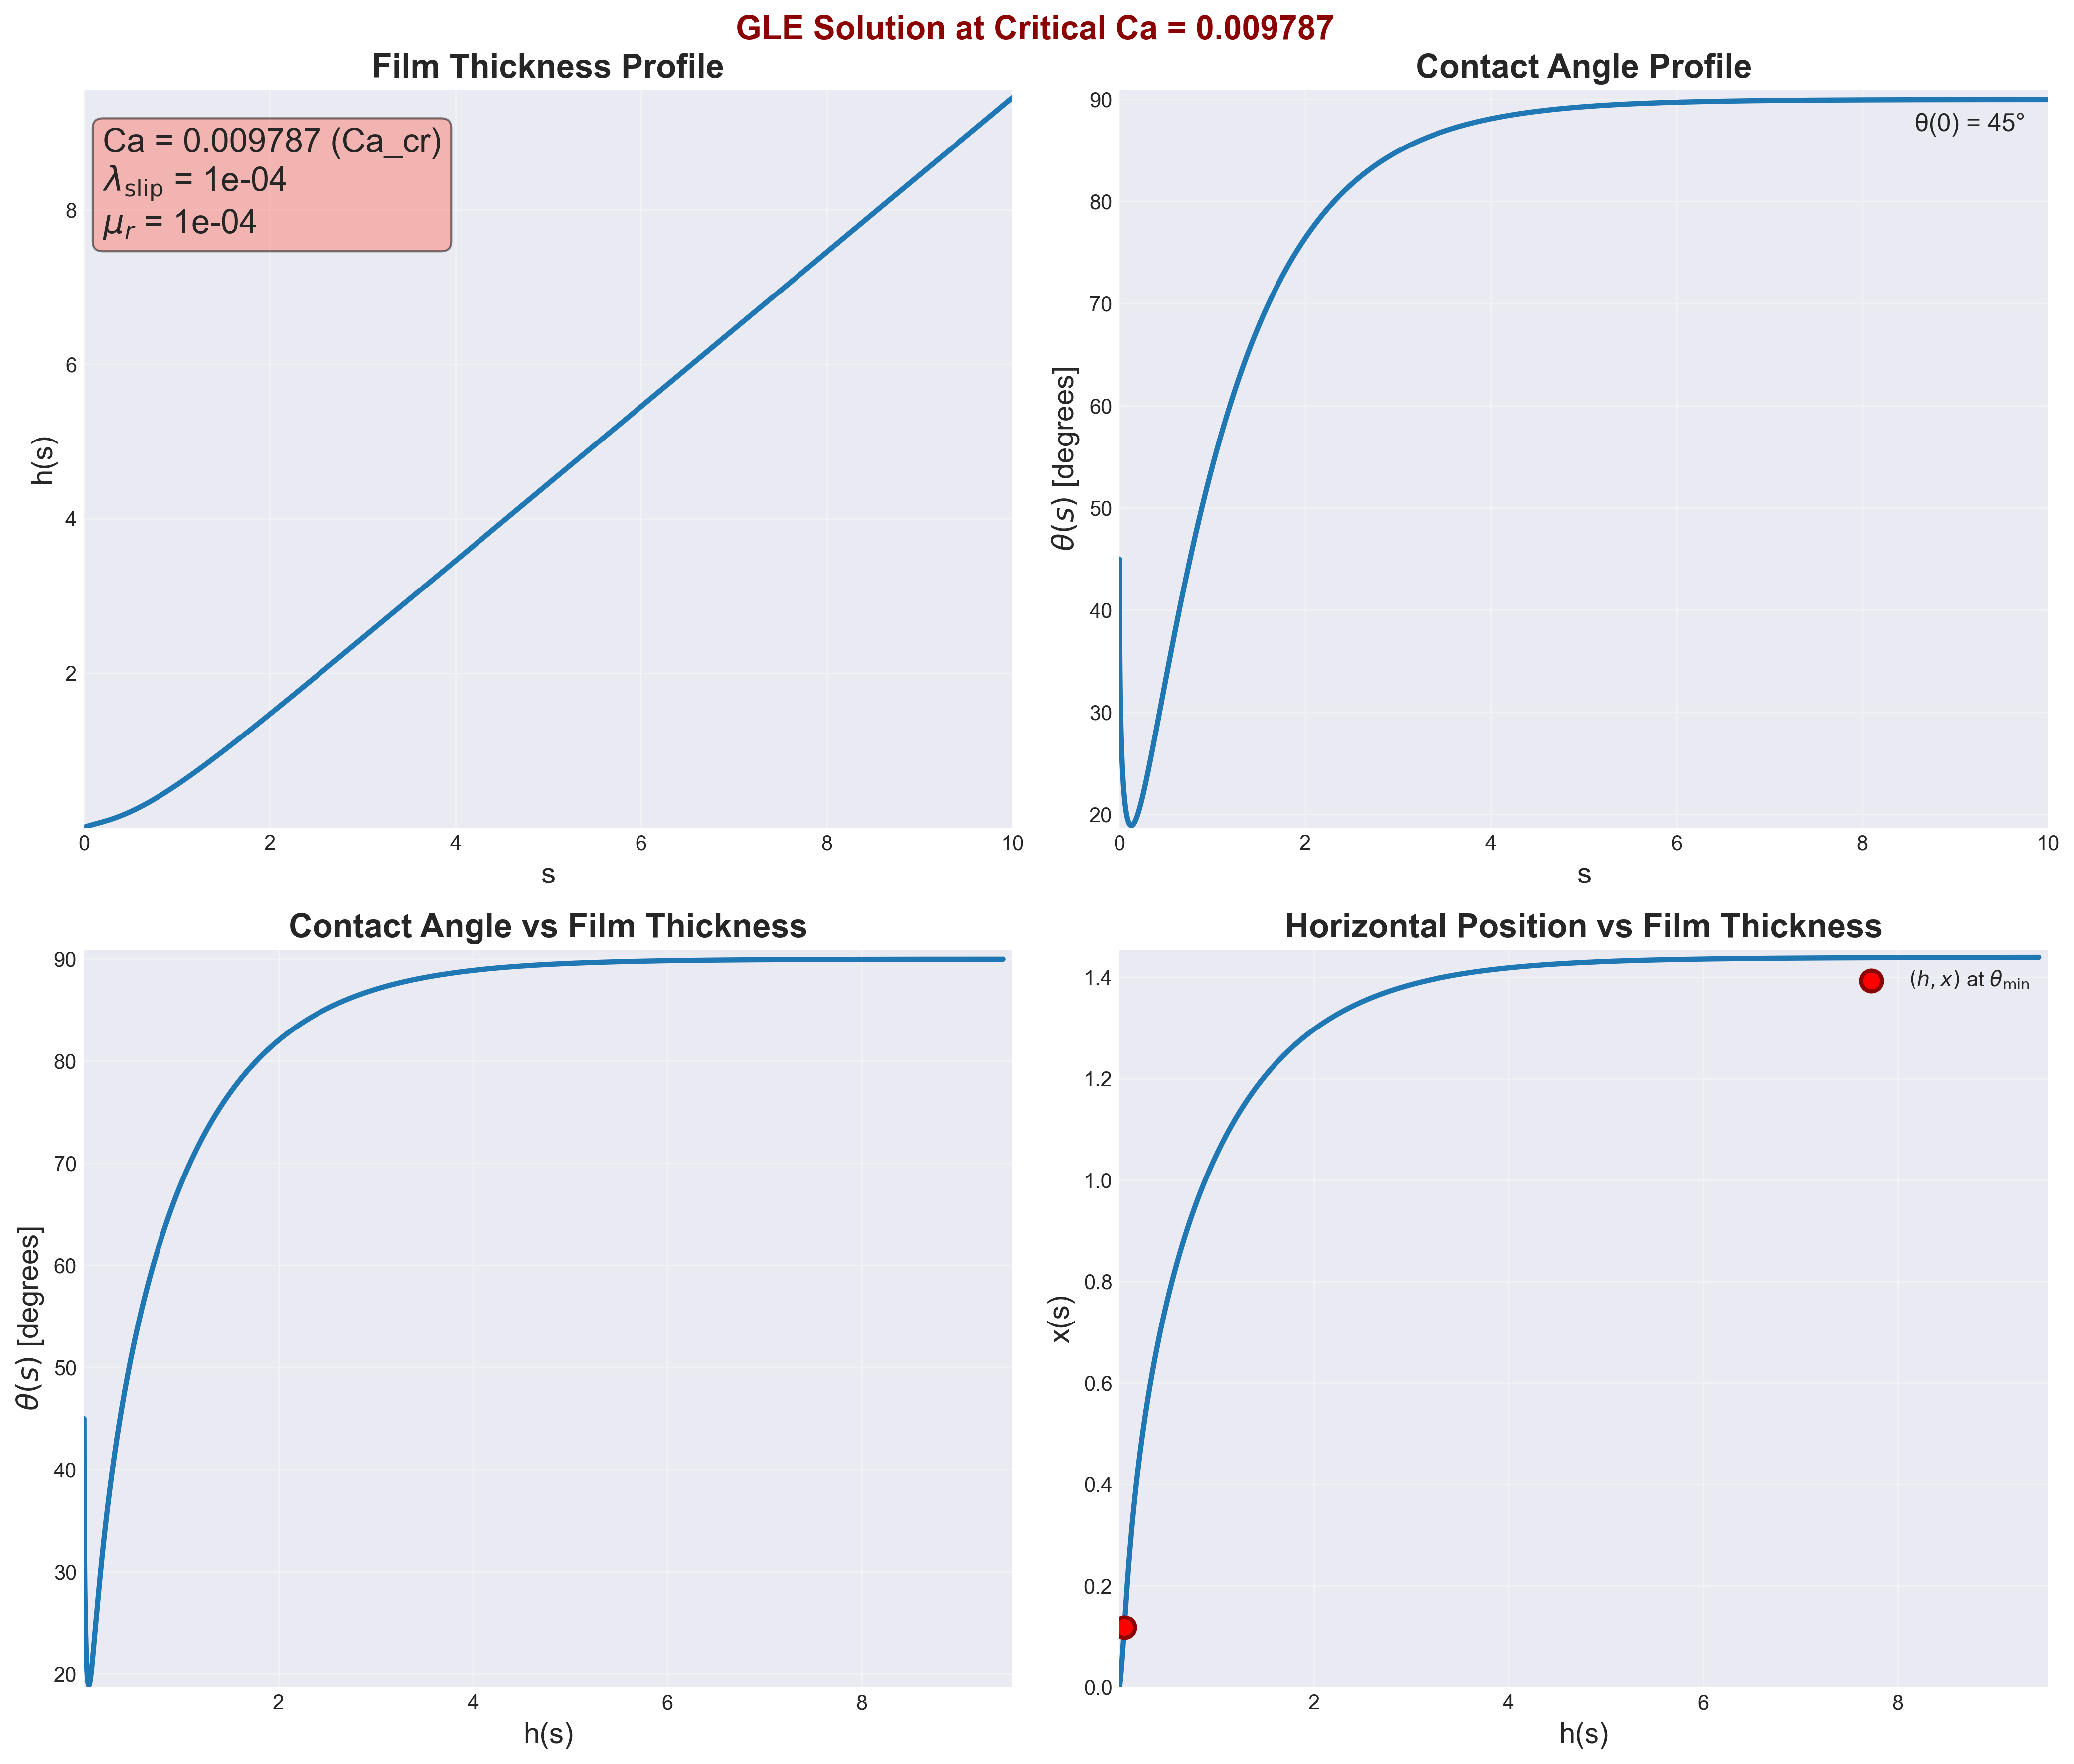 GLE Solution at Critical Ca = 0.009787
Film Thickness Profile
Ca = 0.009787 (Ca_cr)
λslip = 1e-04
μr = 1e-04
h(s)
8
6
4
2
0 2 4 6 8 10
s
Contact Angle Profile
θ(0) = 45°
θ(s) [degrees]
90
80
70
60
50
40
30
20
0 2 4 6 8 10
s
Contact Angle vs Film Thickness
θ(s) [degrees]
90
80
70
60
50
40
30
20
2 4 6 8
h(s)
Horizontal Position vs Film Thickness
(h, x) at θmin
x(s)
1.4
1.2
1.0
0.8
0.6
0.4
0.2
0.0
2 4 6 8
h(s)